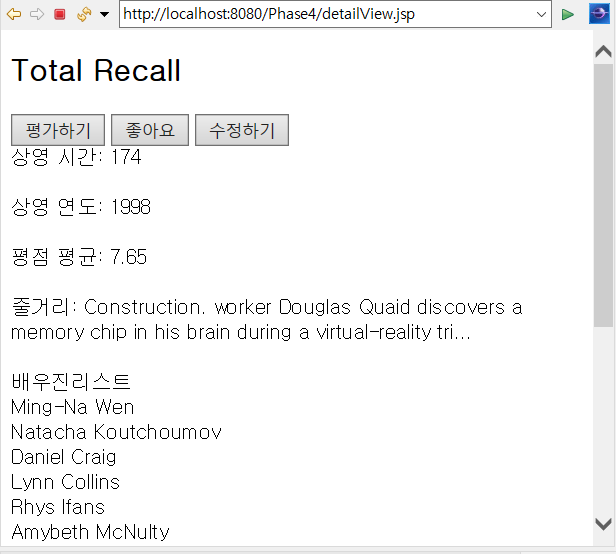 http://localhost:8080/Phase4/detailView.jsp
Total Recall
평가하기 좋아요 수정하기
상영 시간: 174
상영 연도: 1998
평점 평균: 7.65
줄거리: Construction. worker Douglas Quaid discovers a
memory chip in his brain during a virtual-reality tri...
배우진리스트
Ming-Na Wen
Natacha Koutchoumov
Daniel Craig
Lynn Collins
Rhys Ifans
Amybeth McNulty